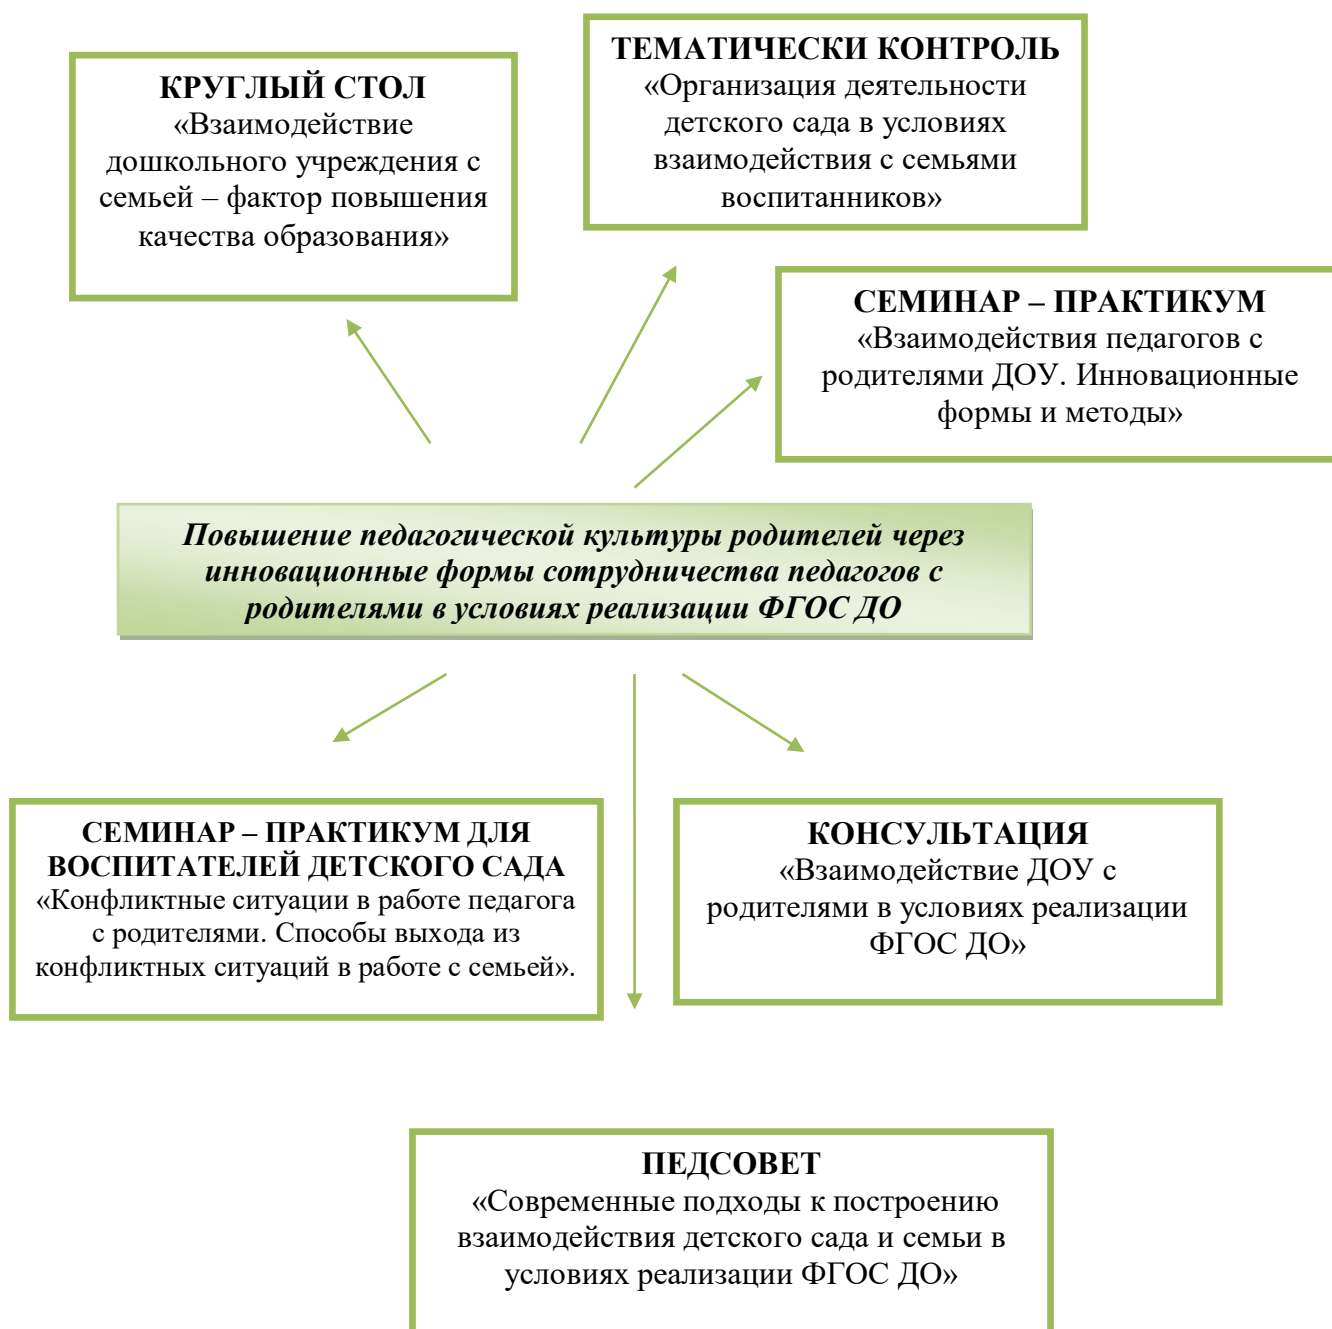 КРУГЛЫЙ СТОЛ
«Взаимодействие
дошкольного учреждения с
семьей – фактор повышения
качества образования»
ТЕМАТИЧЕСКИ КОНТРОЛЬ
«Организация деятельности
детского сада в условиях
взаимодействия с семьями
воспитанников»
СЕМИНАР – ПРАКТИКУМ
«Взаимодействия педагогов с
родителями ДОУ. Инновационные
формы и методы»
Повышение педагогической культуры родителей через
инновационные формы сотрудничества педагогов с
родителями в условиях реализации ФГОС ДО
СЕМИНАР – ПРАКТИКУМ ДЛЯ
ВОСПИТАТЕЛЕЙ ДЕТСКОГО САДА
«Конфликтные ситуации в работе педагога
с родителями. Способы выхода из
конфликтных ситуаций в работе с семьей».
КОНСУЛЬТАЦИЯ
«Взаимодействие ДОУ с
родителями в условиях реализации
ФГОС ДО»
ПЕДСОВЕТ
«Современные подходы к построению
взаимодействия детского сада и семьи в
условиях реализации ФГОС ДО»